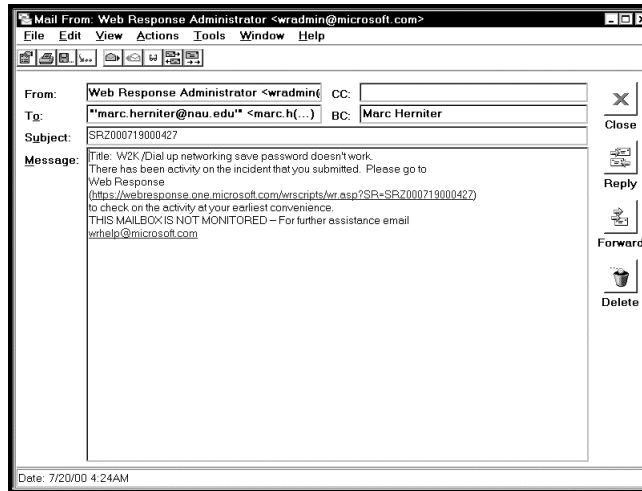 Mail From: Web Response Administrator <wradmin@microsoft.com>
File Edit View Actions Tools Window Help
From: Web Response Administrator <wradmin( CC:
To: "'marc.herniter@nau.edu'" <marc.h(...) BC: Marc Herniter
Subject: SRZ000719000427
Message: Title: W2K /Dial up networking save password doesn't work.
There has been activity on the incident that you submitted. Please go to
Web Response
(https://webresponse.one.microsoft.com/wrscripts/wr.asp?SR=SRZ000719000427)
to check on the activity at your earliest convenience.
THIS MAILBOX IS NOT MONITORED – For further assistance email
wrhelp@microsoft.com
Close
Reply
Forward
Delete
Date: 7/20/00 4:24AM